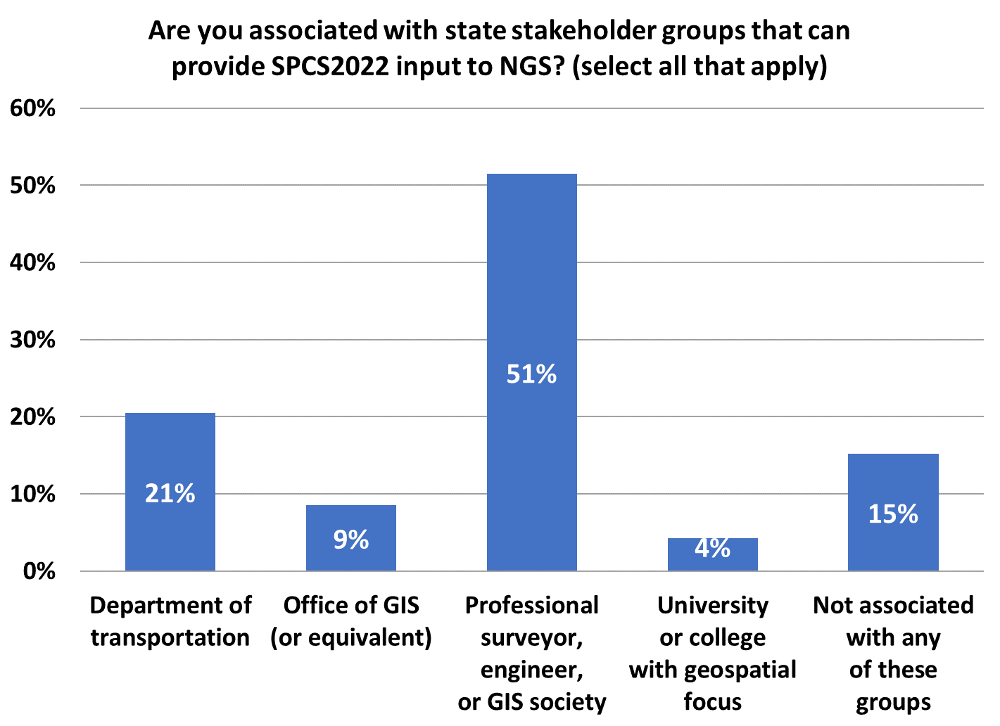 Are you associated with state stakeholder groups that can
provide SPCS2022 input to NGS? (select all that apply)
60%
50%
40%
30%
20%
10%
0%
21%
9%
51%
4%
15%
Department of
transportation
Office of GIS
(or equivalent)
Professional
surveyor,
engineer,
or GIS society
University
or college
with geospatial
focus
Not associated
with any
of these
groups